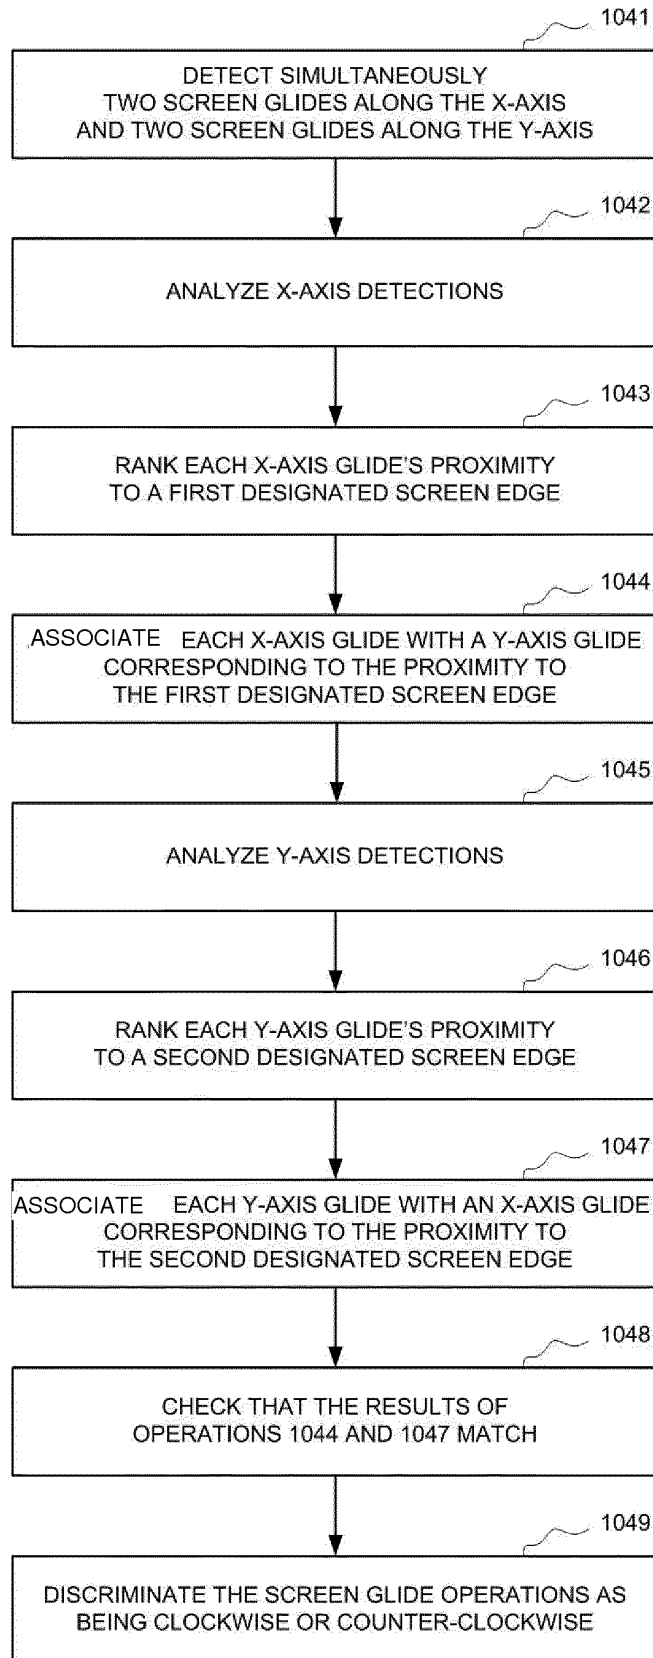 1041
DETECT SIMULTANEOUSLY
TWO SCREEN GLIDES ALONG THE X-AXIS
AND TWO SCREEN GLIDES ALONG THE Y-AXIS
1042
ANALYZE X-AXIS DETECTIONS
1043
RANK EACH X-AXIS GLIDE'S PROXIMITY
TO A FIRST DESIGNATED SCREEN EDGE
1044
ASSOCIATE EACH X-AXIS GLIDE WITH A Y-AXIS GLIDE
CORRESPONDING TO THE PROXIMITY TO
THE FIRST DESIGNATED SCREEN EDGE
1045
ANALYZE Y-AXIS DETECTIONS
1046
RANK EACH Y-AXIS GLIDE'S PROXIMITY
TO A SECOND DESIGNATED SCREEN EDGE
1047
ASSOCIATE EACH Y-AXIS GLIDE WITH AN X-AXIS GLIDE
CORRESPONDING TO THE PROXIMITY TO
THE SECOND DESIGNATED SCREEN EDGE
1048
CHECK THAT THE RESULTS OF
OPERATIONS 1044 AND 1047 MATCH
1049
DISCRIMINATE THE SCREEN GLIDE OPERATIONS AS
BEING CLOCKWISE OR COUNTER-CLOCKWISE